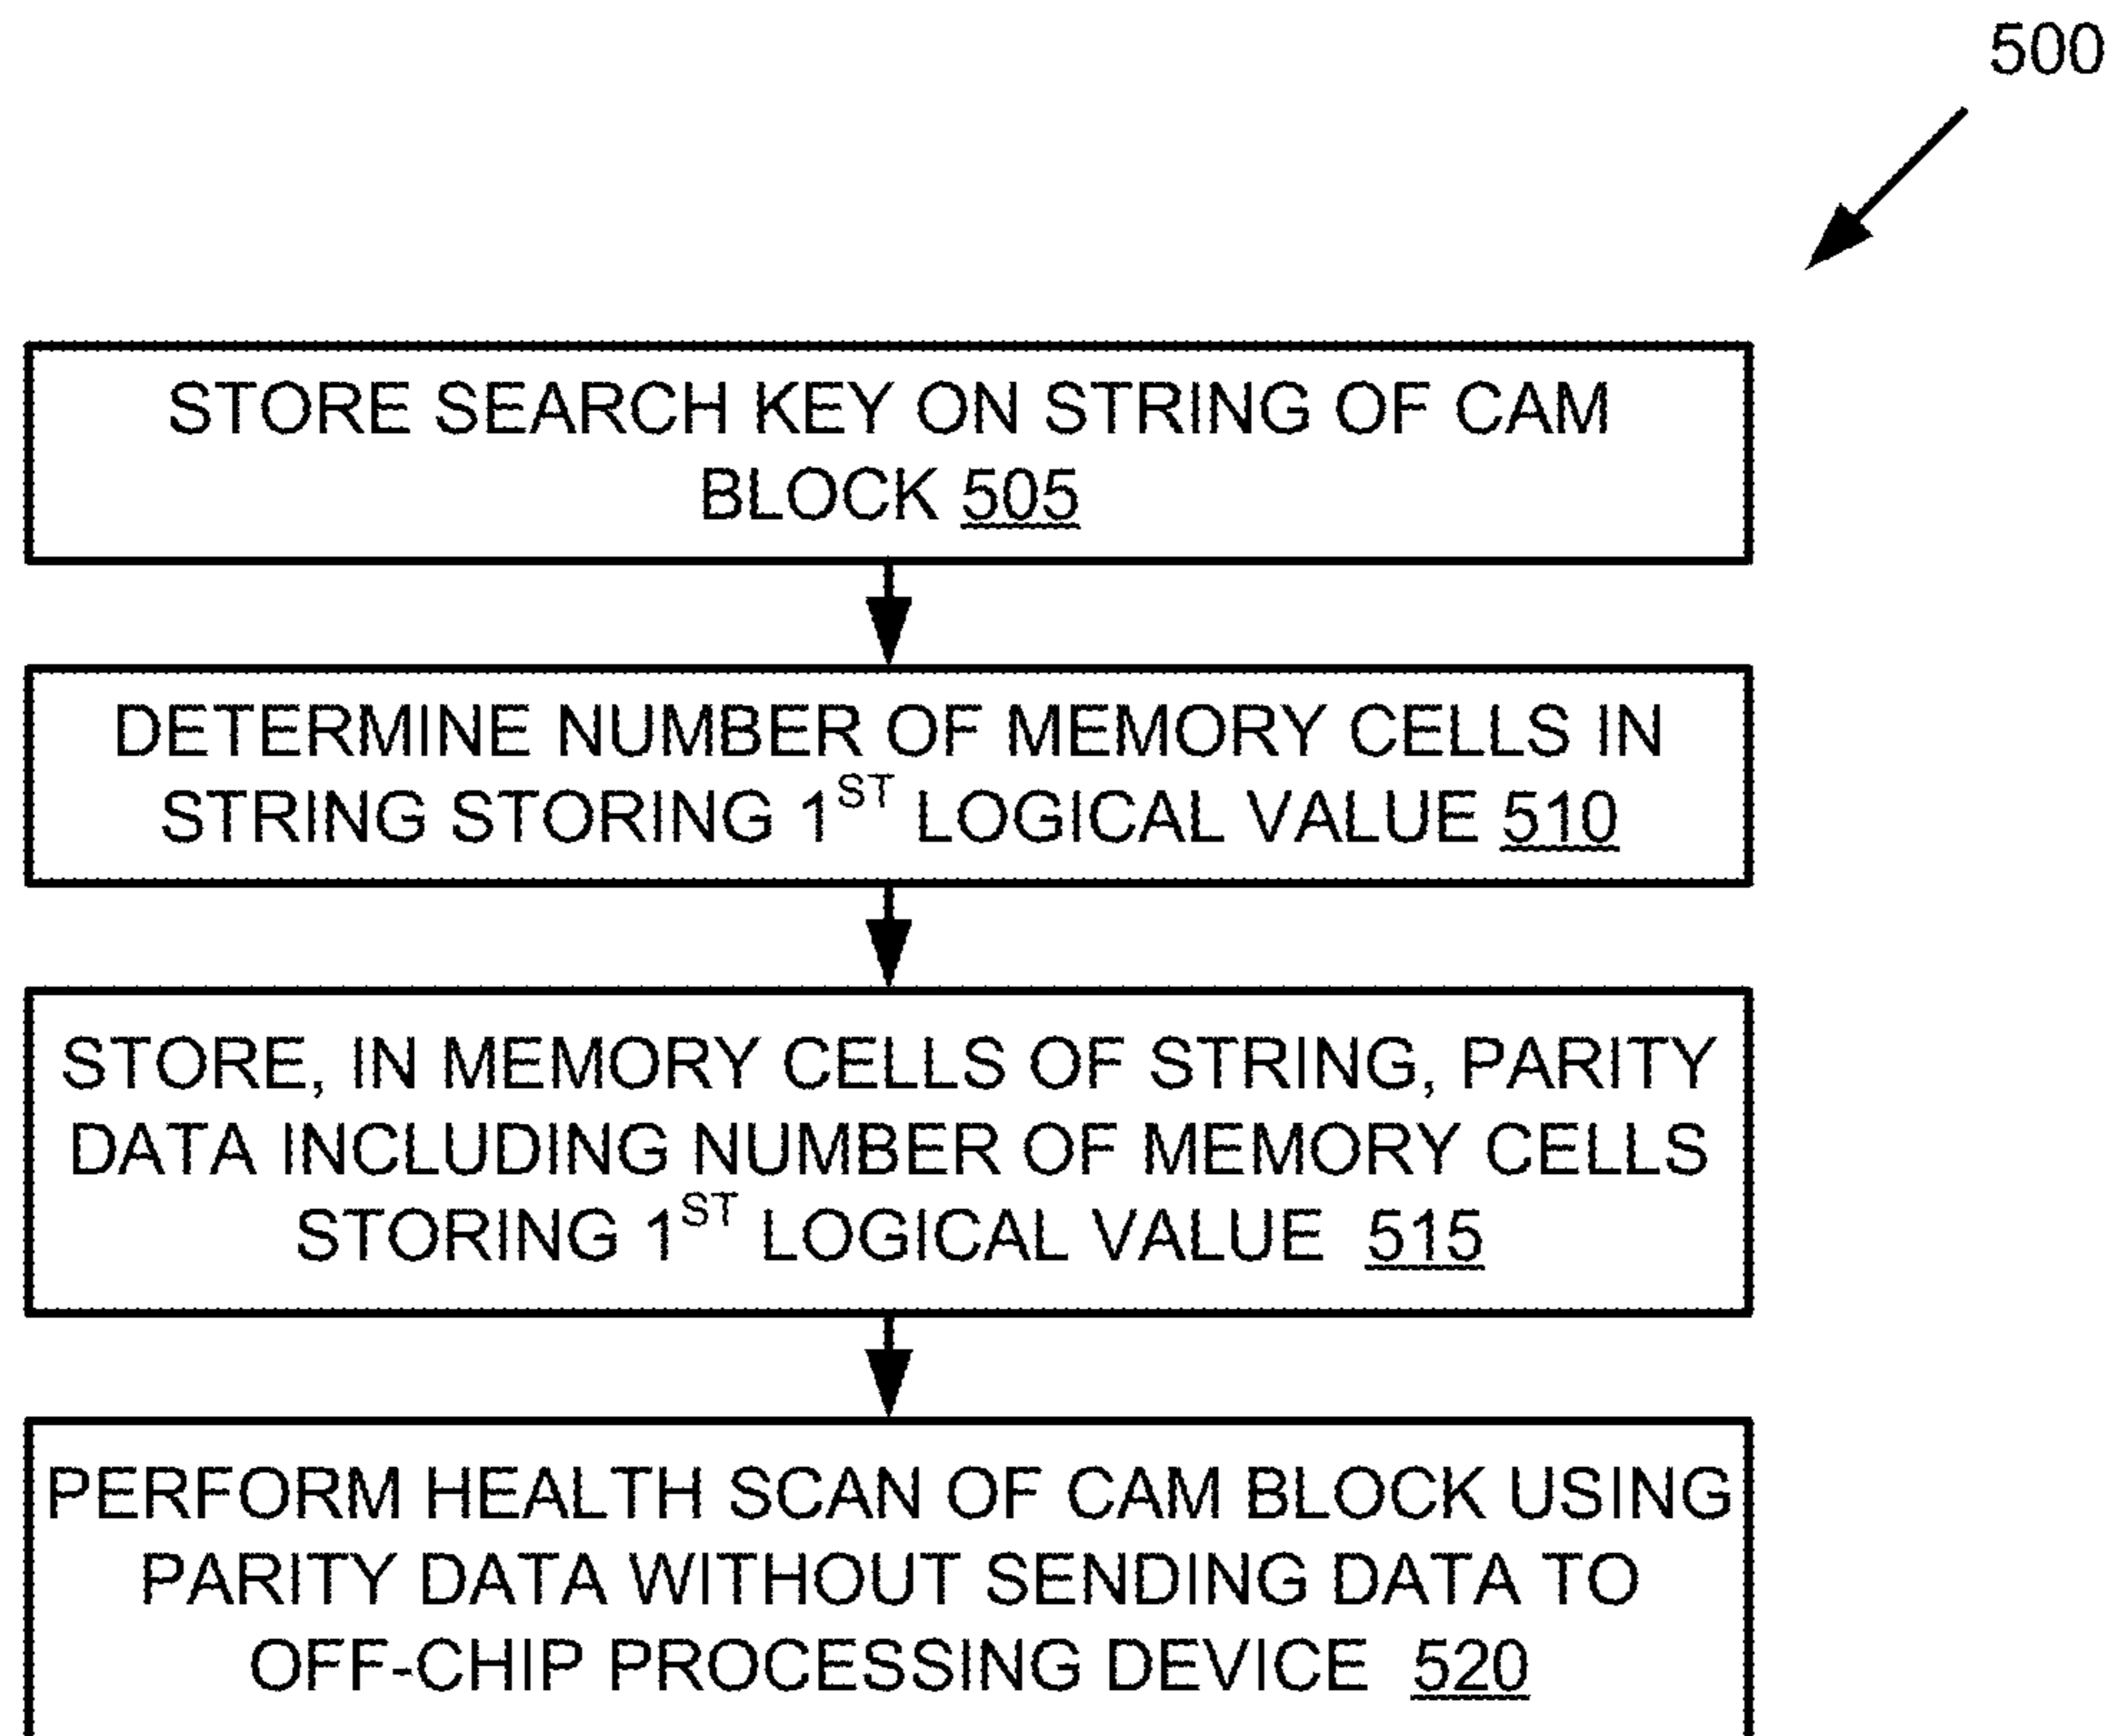 500
STORE SEARCH KEY ON STRING OF CAM
BLOCK 505
DETERMINE NUMBER OF MEMORY CELLS IN
STRING STORING 1ST LOGICAL VALUE 510
STORE, IN MEMORY CELLS OF STRING, PARITY
DATA INCLUDING NUMBER OF MEMORY CELLS
STORING 1ST LOGICAL VALUE 515
PERFORM HEALTH SCAN OF CAM BLOCK USING
PARITY DATA WITHOUT SENDING DATA TO
OFF-CHIP PROCESSING DEVICE 520